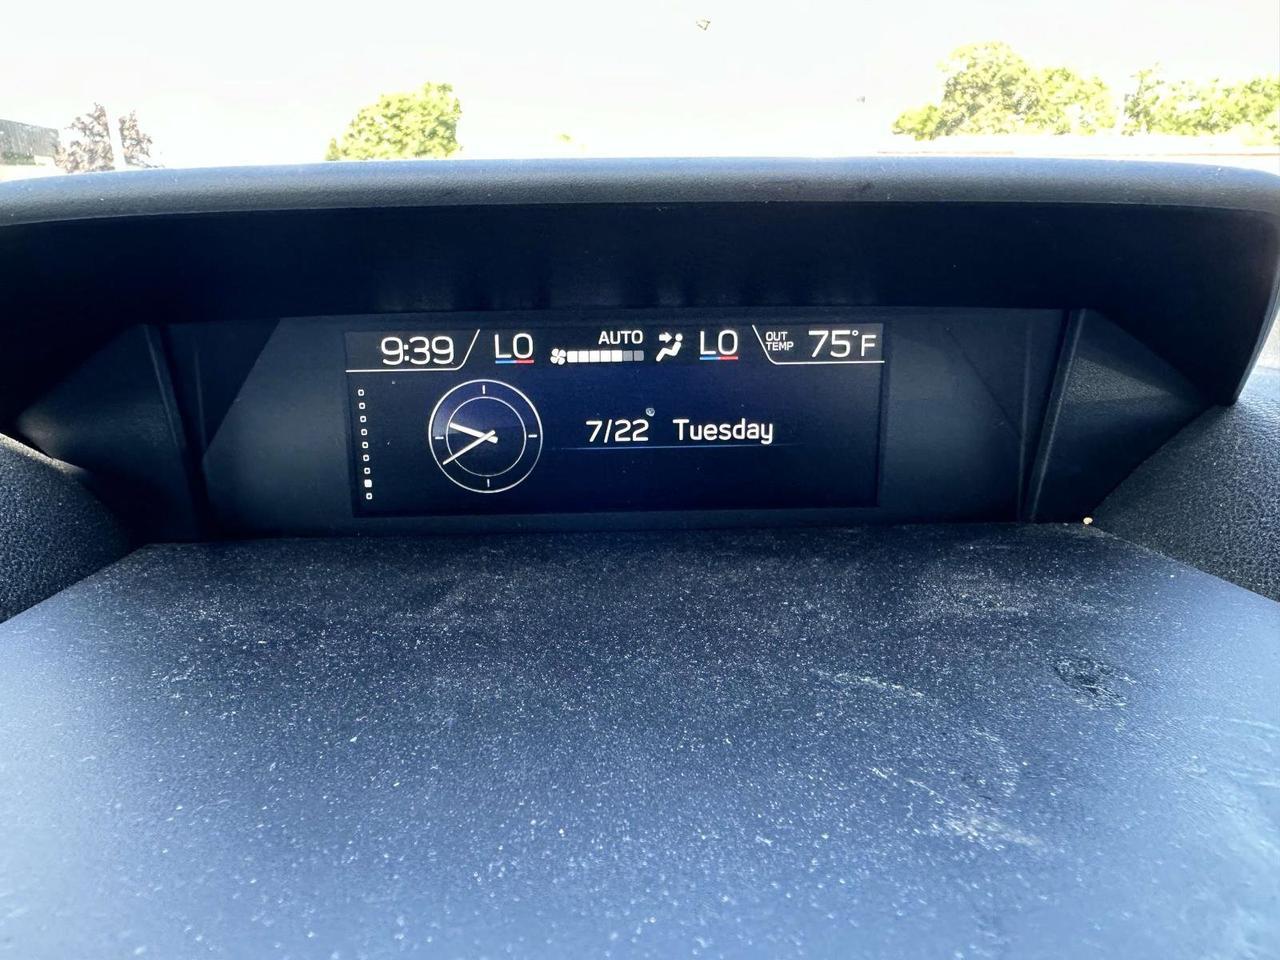 9:39 LO AUTO LO OUT TEMP 75°F
7/22 Tuesday